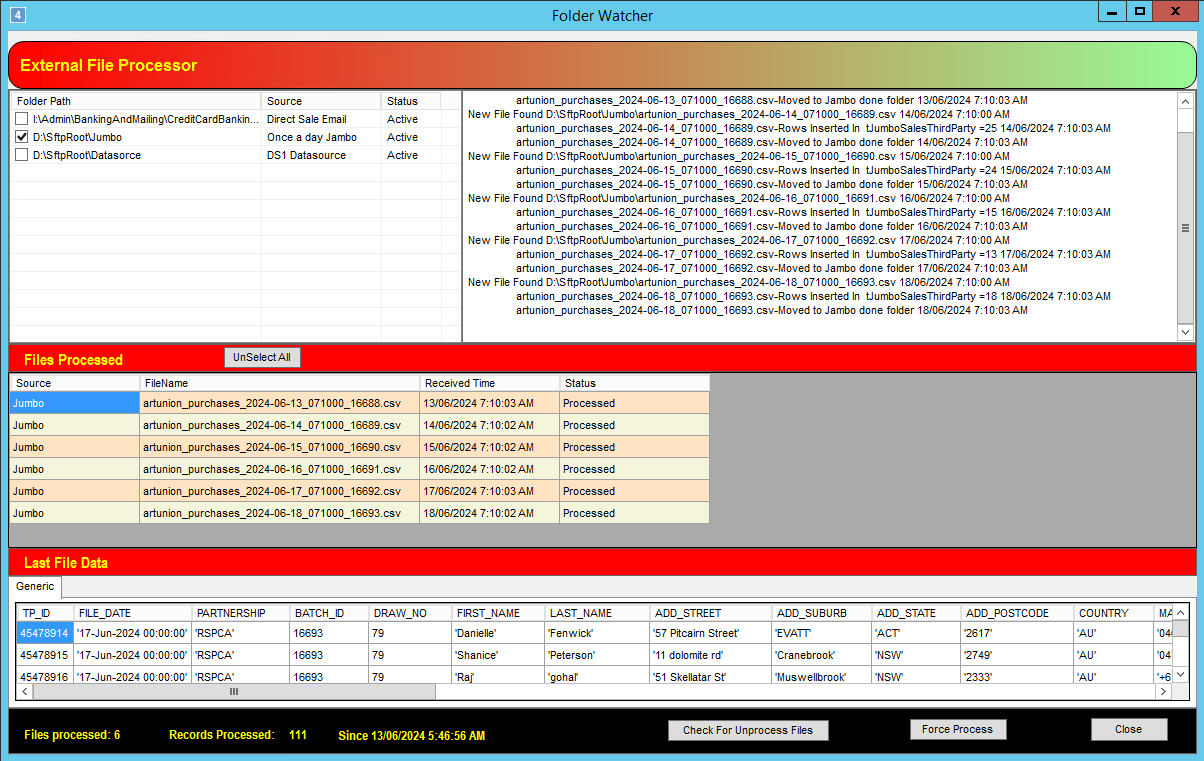 4
Folder Watcher
External File Processor
Folder Path Source Status
I:\Admin\BankingAndMailing\CreditCardBankin... Direct Sale Email Active
D:\SftpRoot\Jumbo Once a day Jambo Active
D:\SftpRoot\Datasorce DS1 Datasource Active
artunion_purchases_2024-06-13_071000_16688.csv-Moved to Jambo done folder 13/06/2024 7:10:03 AM
New File Found D:\SftpRoot\Jumbo\artunion_purchases_2024-06-14_071000_16689.csv 14/06/2024 7:10:00 AM
artunion_purchases_2024-06-14_071000_16689.csv-Rows Inserted In tJumboSalesThirdParty =25 14/06/2024 7:10:03 AM
artunion_purchases_2024-06-14_071000_16689.csv-Moved to Jambo done folder 14/06/2024 7:10:03 AM
New File Found D:\SftpRoot\Jumbo\artunion_purchases_2024-06-15_071000_16690.csv 15/06/2024 7:10:00 AM
artunion_purchases_2024-06-15_071000_16690.csv-Rows Inserted In tJumboSalesThirdParty =24 15/06/2024 7:10:03 AM
artunion_purchases_2024-06-15_071000_16690.csv-Moved to Jambo done folder 15/06/2024 7:10:03 AM
New File Found D:\SftpRoot\Jumbo\artunion_purchases_2024-06-16_071000_16691.csv 16/06/2024 7:10:00 AM
artunion_purchases_2024-06-16_071000_16691.csv-Rows Inserted In tJumboSalesThirdParty =15 16/06/2024 7:10:03 AM
artunion_purchases_2024-06-16_071000_16691.csv-Moved to Jambo done folder 16/06/2024 7:10:03 AM
New File Found D:\SftpRoot\Jumbo\artunion_purchases_2024-06-17_071000_16692.csv 17/06/2024 7:10:00 AM
artunion_purchases_2024-06-17_071000_16692.csv-Rows Inserted In tJumboSalesThirdParty =13 17/06/2024 7:10:03 AM
artunion_purchases_2024-06-17_071000_16692.csv-Moved to Jambo done folder 17/06/2024 7:10:03 AM
New File Found D:\SftpRoot\Jumbo\artunion_purchases_2024-06-18_071000_16693.csv 18/06/2024 7:10:00 AM
artunion_purchases_2024-06-18_071000_16693.csv-Rows Inserted In tJumboSalesThirdParty =18 18/06/2024 7:10:03 AM
artunion_purchases_2024-06-18_071000_16693.csv-Moved to Jambo done folder 18/06/2024 7:10:03 AM
Files Processed UnSelect All
Source FileName Received Time Status
Jumbo artunion_purchases_2024-06-13_071000_16688.csv 13/06/2024 7:10:03 AM Processed
Jumbo artunion_purchases_2024-06-14_071000_16689.csv 14/06/2024 7:10:02 AM Processed
Jumbo artunion_purchases_2024-06-15_071000_16690.csv 15/06/2024 7:10:02 AM Processed
Jumbo artunion_purchases_2024-06-16_071000_16691.csv 16/06/2024 7:10:02 AM Processed
Jumbo artunion_purchases_2024-06-17_071000_16692.csv 17/06/2024 7:10:03 AM Processed
Jumbo artunion_purchases_2024-06-18_071000_16693.csv 18/06/2024 7:10:02 AM Processed
Last File Data
Generic
TP_ID FILE_DATE PARTNERSHIP BATCH_ID DRAW_NO FIRST_NAME LAST_NAME ADD_STREET ADD_SUBURB ADD_STATE ADD_POSTCODE COUNTRY MA
45478914 '17-Jun-2024 00:00:00' 'RSPCA' 16693 79 'Danielle' 'Fenwick' '57 Pitcairn Street' 'EVATT' 'ACT' '2617' 'AU' '04
45478915 '17-Jun-2024 00:00:00' 'RSPCA' 16693 79 'Shanice' 'Peterson' '11 dolomite rd' 'Cranebrook' 'NSW' '2749' 'AU' '04
45478916 '17-Jun-2024 00:00:00' 'RSPCA' 16693 79 'Raj' 'gohal' '51 Skellatar St' 'Muswellbrook' 'NSW' '2333' 'AU' '+6
Files processed: 6 Records Processed: 111 Since 13/06/2024 5:46:56 AM Check For Unprocess Files Force Process Close